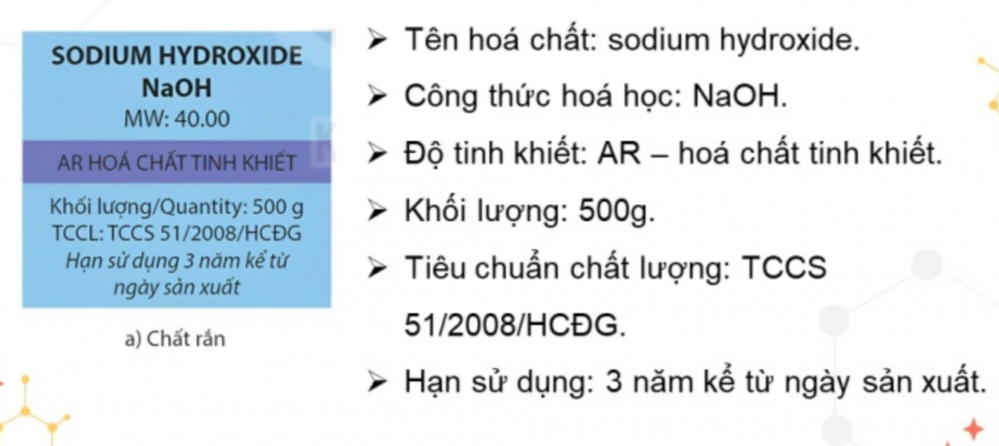 SODIUM HYDROXIDE
NaOH
MW: 40.00
AR HOÁ CHẤT TINH KHIẾT
Khối lượng/Quantity: 500 g
TCCL: TCCS 51/2008/HCĐG
Hạn sử dụng 3 năm kể từ
ngày sản xuất
a) Chất rắn
➢ Tên hoá chất: sodium hydroxide.
➢ Công thức hoá học: NaOH.
➢ Độ tinh khiết: AR – hoá chất tinh khiết.
➢ Khối lượng: 500g.
➢ Tiêu chuẩn chất lượng: TCCS
51/2008/HCĐG.
➢ Hạn sử dụng: 3 năm kể từ ngày sản xuất.